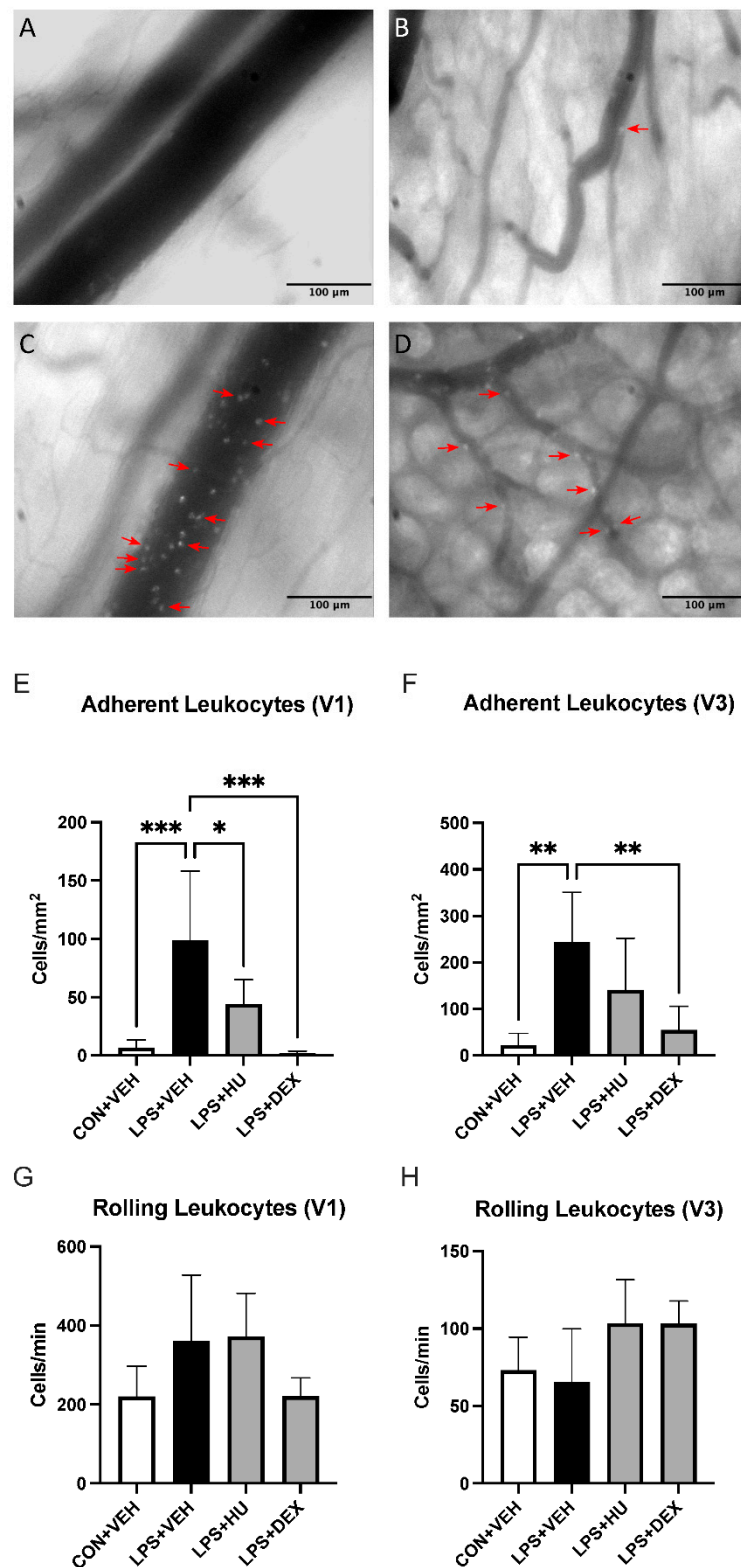 A
B
100 µm
100 µm
C
D
100 µm
100 µm
E
Adherent Leukocytes (V1)
***
***
*
200
150
100
50
0
Cells/mm²
CON+VEH
LPS+VEH
LPS+HU
LPS+DEX
F
Adherent Leukocytes (V3)
**
**
500
400
300
200
100
0
Cells/mm²
CON+VEH
LPS+VEH
LPS+HU
LPS+DEX
G
Rolling Leukocytes (V1)
600
400
200
0
Cells/min
CON+VEH
LPS+VEH
LPS+HU
LPS+DEX
H
Rolling Leukocytes (V3)
150
100
50
0
Cells/min
CON+VEH
LPS+VEH
LPS+HU
LPS+DEX